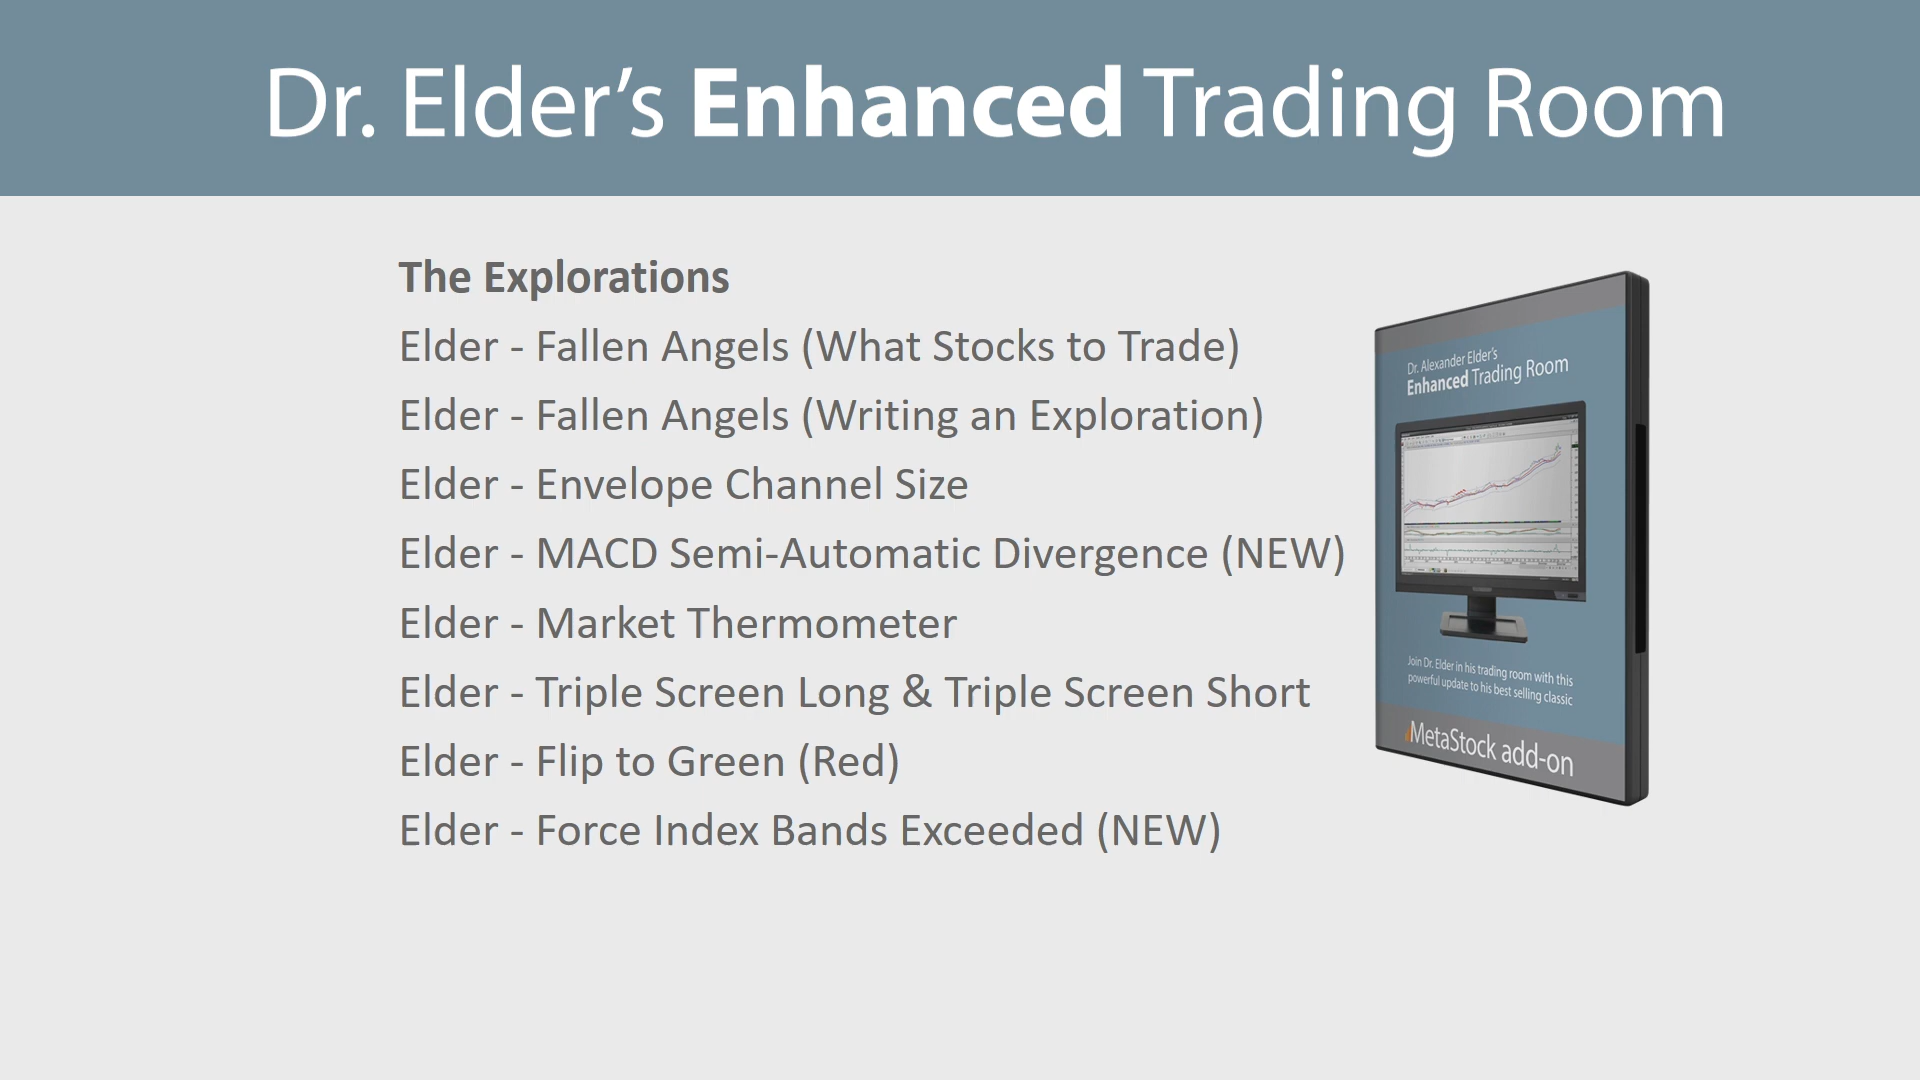 Dr. Elder’s Enhanced Trading Room
The Explorations
Elder - Fallen Angels (What Stocks to Trade)
Elder - Fallen Angels (Writing an Exploration)
Elder - Envelope Channel Size
Elder - MACD Semi-Automatic Divergence (NEW)
Elder - Market Thermometer
Elder - Triple Screen Long & Triple Screen Short
Elder - Flip to Green (Red)
Elder - Force Index Bands Exceeded (NEW)
Dr. Alexander Elder’s
Enhanced Trading Room
Join Dr. Elder in his trading room with this
powerful update to his best selling classic
MetaStock add-on